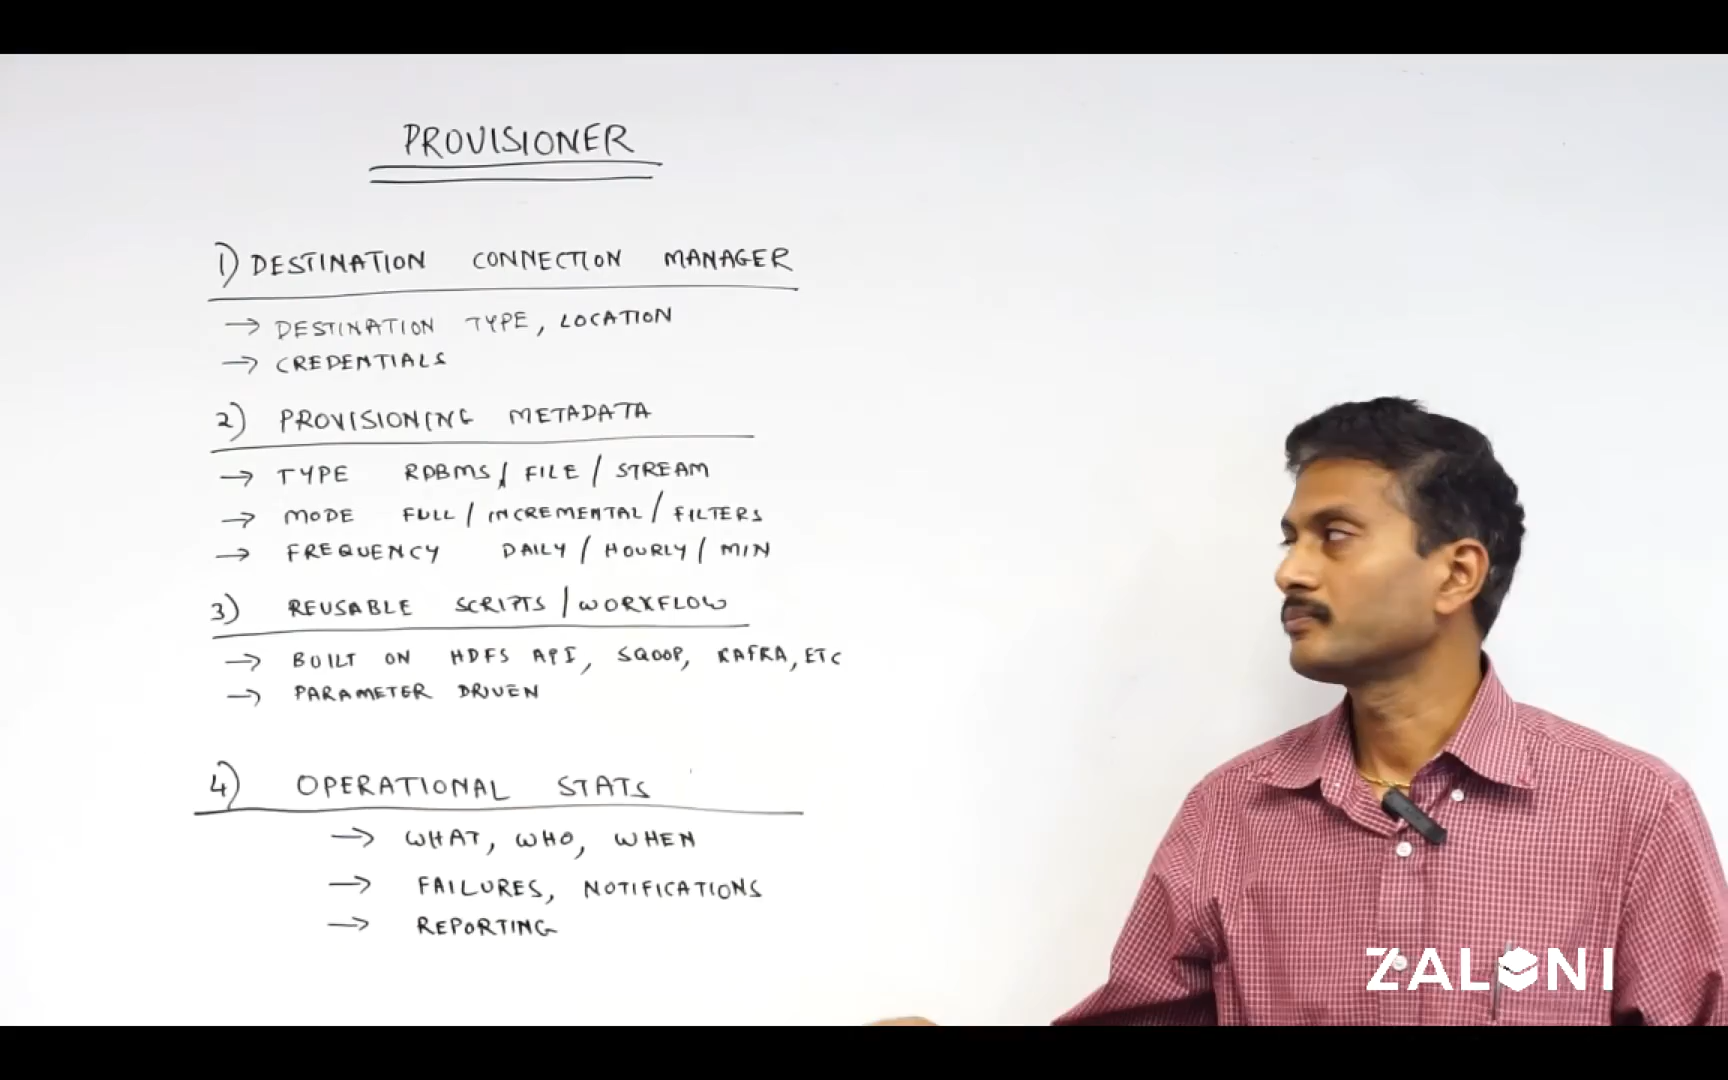 PROVISIONER
1) DESTINATION CONNECTION MANAGER
→ DESTINATION TYPE, LOCATION
→ CREDENTIALS
2) PROVISIONING METADATA
→ TYPE RDBMS / FILE / STREAM
→ MODE FULL / INCREMENTAL / FILTERS
→ FREQUENCY DAILY / HOURLY / MIN
3) REUSABLE SCRIPTS / WORKFLOW
→ BUILT ON HDFS API, SQOOP, KAFKA, ETC
→ PARAMETER DRIVEN
4) OPERATIONAL STATS
→ WHAT, WHO, WHEN
→ FAILURES, NOTIFICATIONS
→ REPORTING
ZALONI